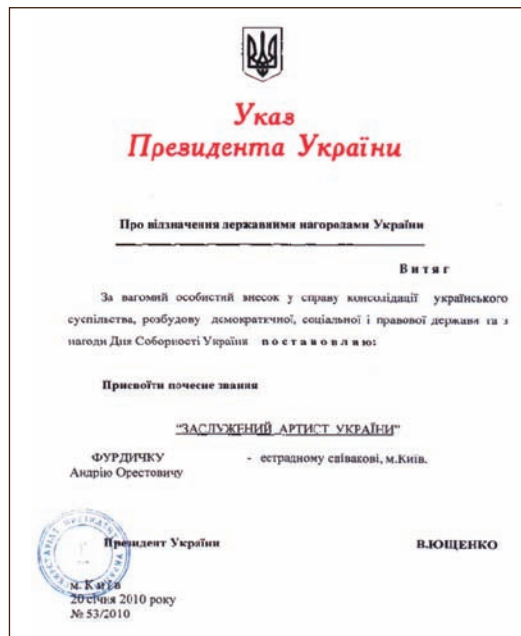 Указ
Президента України
Про відзначення державними нагородами України
Витяг
За вагомий особистий внесок у справу консолідації українського
суспільства, розбудову демократичної, соціальної і правової держави та з
нагоди Дня Соборності України постановляю:
Присвоїти почесне звання
"ЗАСЛУЖЕНИЙ АРТИСТ УКРАЇНИ"
ФУРДИЧКУ - естрадному співакові, м.Київ.
Андрію Орестовичу
Президент України В.ЮЩЕНКО
м. Київ
20 січня 2010 року
№ 53/2010